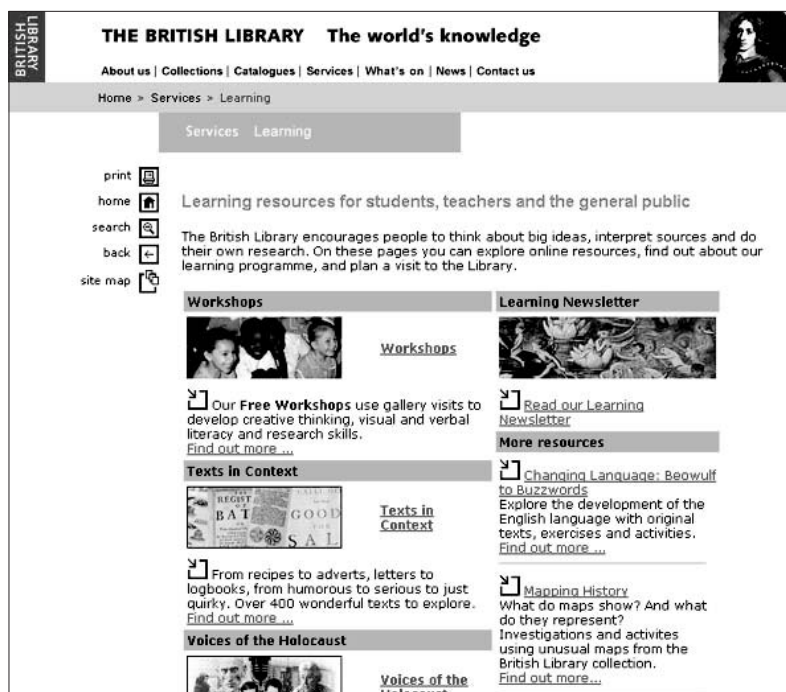 BRITISH
LIBRARY
THE BRITISH LIBRARY The world's knowledge
About us | Collections | Catalogues | Services | What's on | News | Contact us
Home > Services > Learning
Services Learning
print
home
search
back
site map
Learning resources for students, teachers and the general public
The British Library encourages people to think about big ideas, interpret sources and do
their own research. On these pages you can explore online resources, find out about our
learning programme, and plan a visit to the Library.
Workshops
Workshops
Our Free Workshops use gallery visits to
develop creative thinking, visual and verbal
literacy and research skills.
Find out more ...
Texts in Context
REGIST
BAT
GOOD
SAL
Texts in
Context
From recipes to adverts, letters to
logbooks, from humorous to serious to just
quirky. Over 400 wonderful texts to explore.
Find out more ...
Voices of the Holocaust
Voices of the
Learning Newsletter
Read our Learning
Newsletter
More resources
Changing Language: Beowulf
to Buzzwords
Explore the development of the
English language with original
texts, exercises and activities.
Find out more ...
Mapping History
What do maps show? And what
do they represent?
Investigations and activites
using unusual maps from the
British Library collection.
Find out more...